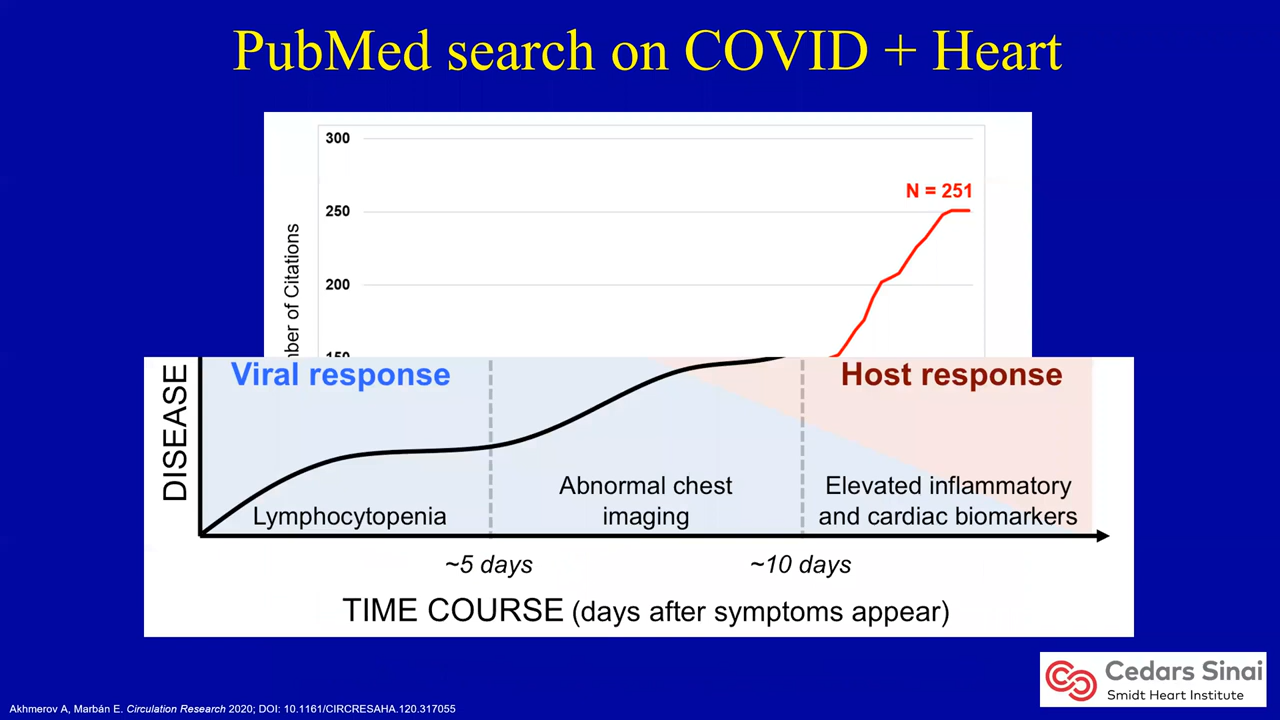 PubMed search on COVID + Heart
300
N = 251
250
200
of Citations
Viral response
Host response
DISEASE
Abnormal chest
imaging
Elevated inflammatory
and cardiac biomarkers
Lymphocytopenia
~5 days
~10 days
TIME COURSE (days after symptoms appear)
Cedars Sinai
Smidt Heart Institute
Akhmerov A, Marbán E. Circulation Research 2020; DOI: 10.1161/CIRCRESAHA.120.317055